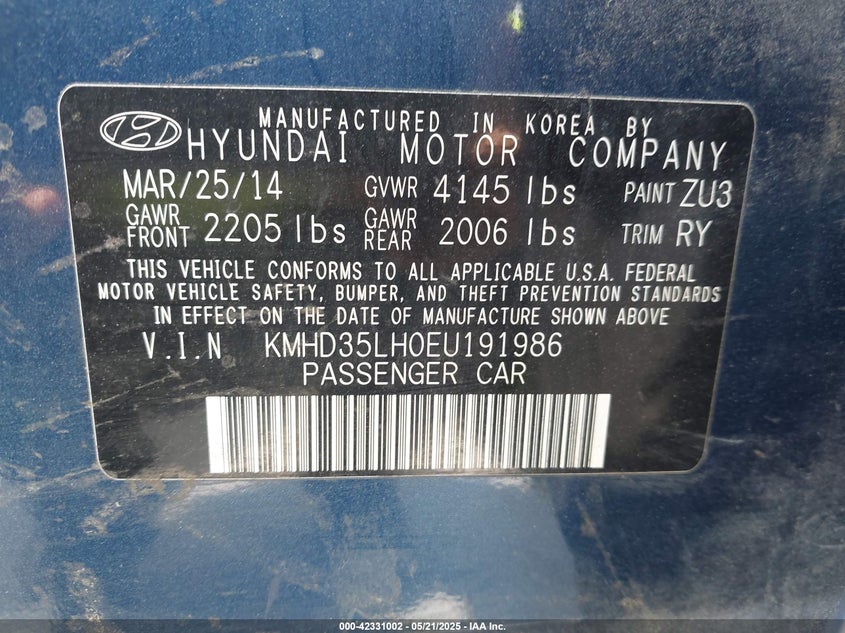 MANUFACTURED IN KOREA BY
HYUNDAI MOTOR COMPANY
MAR/25/14 GVWR 4145 lbs PAINT ZU3
GAWR FRONT 2205 lbs GAWR REAR 2006 lbs TRIM RY
THIS VEHICLE CONFORMS TO ALL APPLICABLE U.S.A. FEDERAL
MOTOR VEHICLE SAFETY, BUMPER, AND THEFT PREVENTION STANDARDS
IN EFFECT ON THE DATE OF MANUFACTURE SHOWN ABOVE
V.I.N KMHD35LH0EU191986
PASSENGER CAR
000-42331002 - 05/21/2025 - IAA Inc.